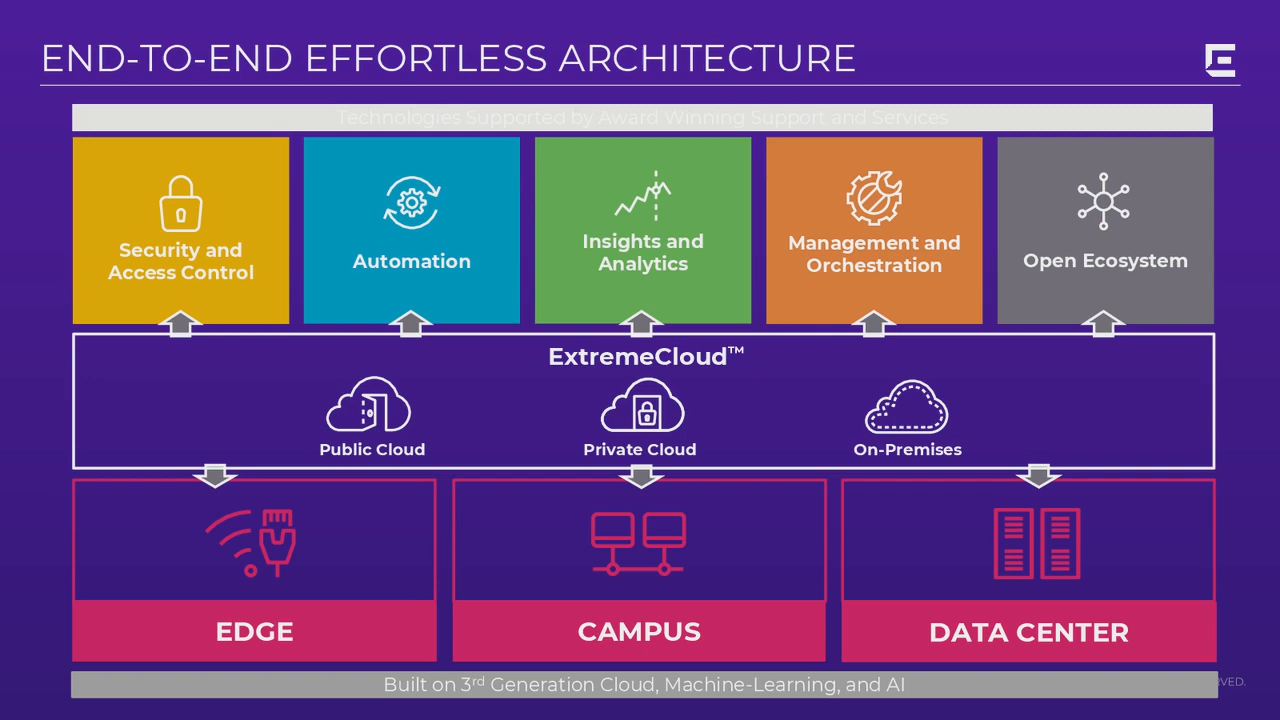 END-TO-END EFFORTLESS ARCHITECTURE
Technologies Supported by Award Winning Support and Services
Security and
Access Control
Automation
Insights and
Analytics
Management and
Orchestration
Open Ecosystem
ExtremeCloud™
Public Cloud
Private Cloud
On-Premises
EDGE
CAMPUS
DATA CENTER
Built on 3rd Generation Cloud, Machine-Learning, and AI